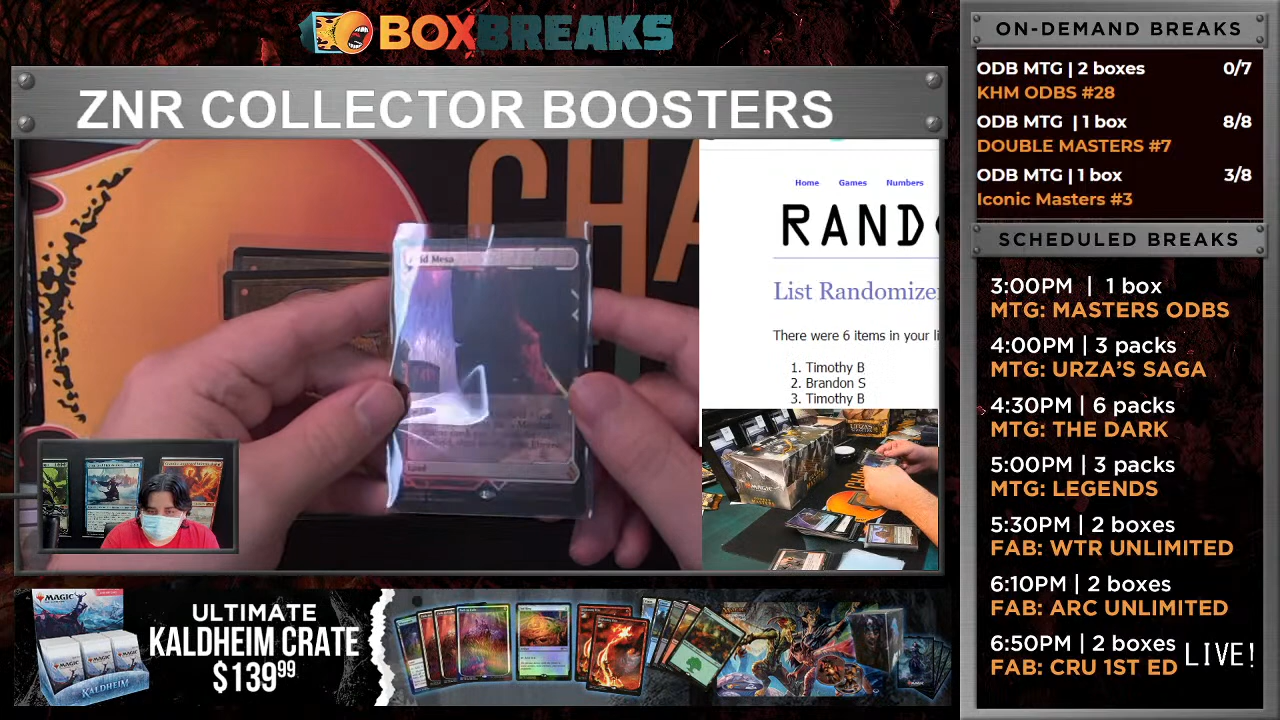 BOXBREAKS
ZNR COLLECTOR BOOSTERS
CHA
Mesa
Land
Home Games Numbers
RAND
List Randomize
There were 6 items in your li
1. Timothy B
2. Brandon S
3. Timothy B
MAGIC
KALDHEIM
ULTIMATE
KALDHEIM CRATE
$139⁹⁹
ON-DEMAND BREAKS
ODB MTG | 2 boxes 0/7
KHM ODBS #28
ODB MTG | 1 box 8/8
DOUBLE MASTERS #7
ODB MTG | 1 box 3/8
Iconic Masters #3
SCHEDULED BREAKS
3:00PM | 1 box
MTG: MASTERS ODBS
4:00PM | 3 packs
MTG: URZA'S SAGA
4:30PM | 6 packs
MTG: THE DARK
5:00PM | 3 packs
MTG: LEGENDS
5:30PM | 2 boxes
FAB: WTR UNLIMITED
6:10PM | 2 boxes
FAB: ARC UNLIMITED
6:50PM | 2 boxes
FAB: CRU 1ST ED
LIVE!